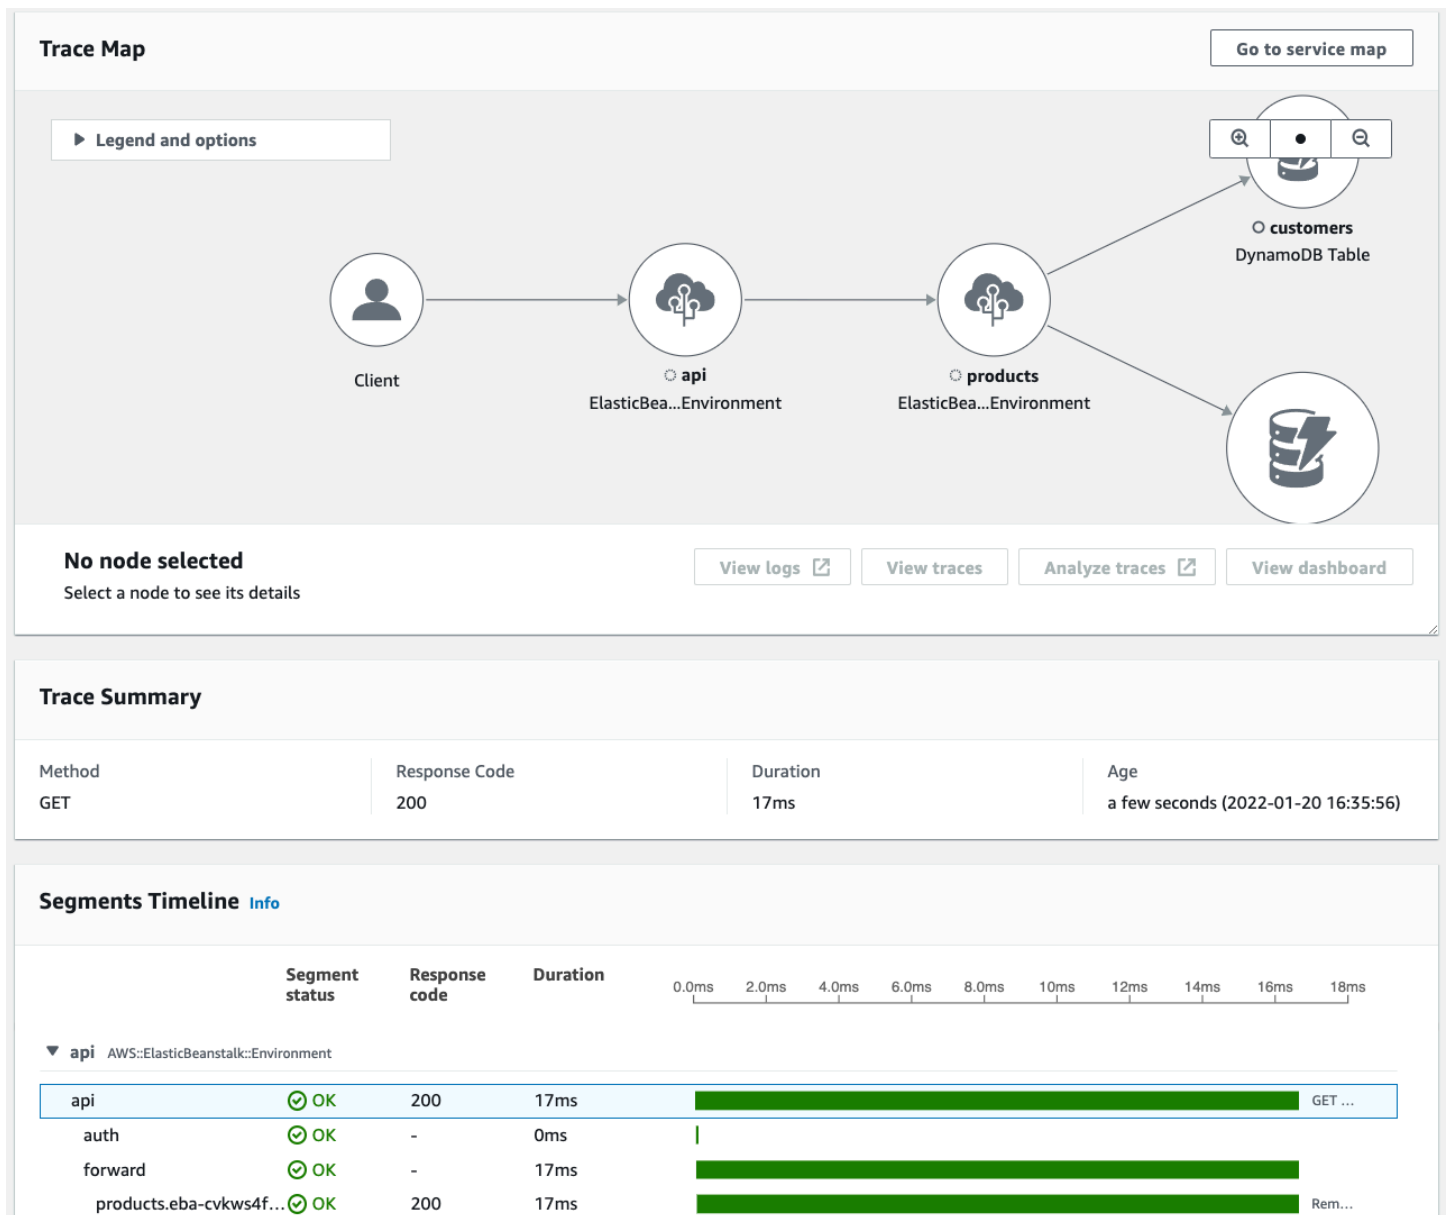 Trace Map
Go to service map
Legend and options
customers
DynamoDB Table
Client
api
ElasticBea...Environment
products
ElasticBea...Environment
No node selected
Select a node to see its details
View logs
View traces
Analyze traces
View dashboard
Trace Summary
Method
Response Code
Duration
Age
GET
200
17ms
a few seconds (2022-01-20 16:35:56)
Segments Timeline Info
Segment status
Response code
Duration
0.0ms 2.0ms 4.0ms 6.0ms 8.0ms 10ms 12ms 14ms 16ms 18ms
api AWS::ElasticBeanstalk::Environment
api OK 200 17ms GET ...
auth OK - 0ms
forward OK - 17ms
products.eba-cvkws4f... OK 200 17ms Rem...